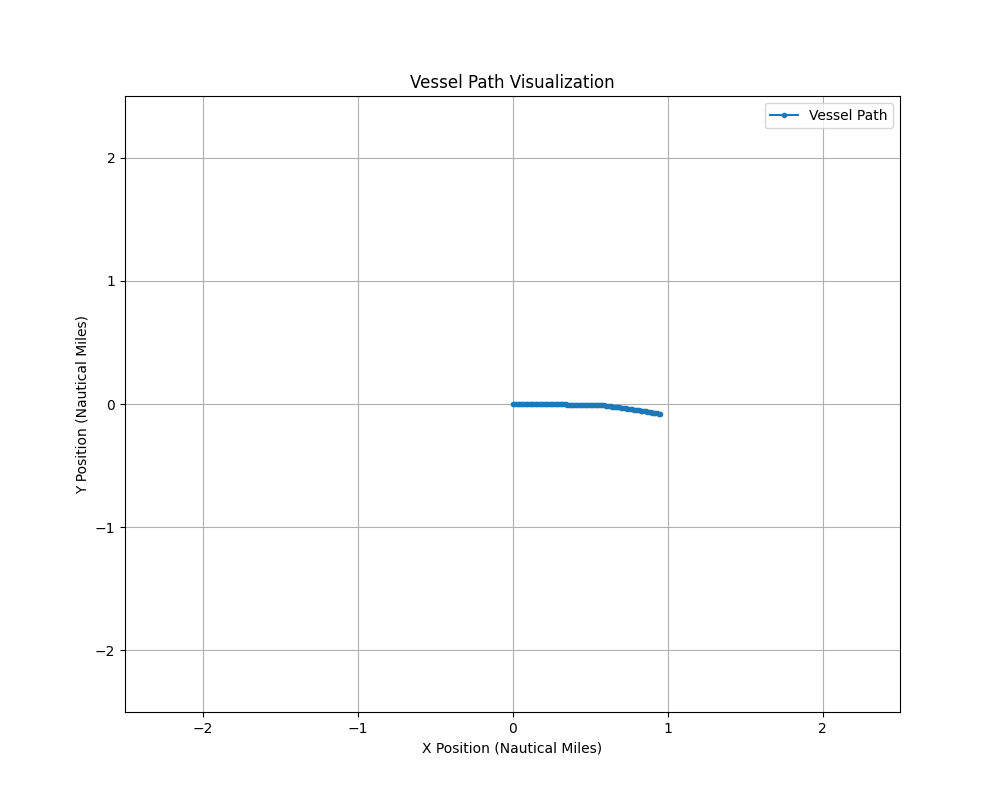 Vessel Path Visualization
Vessel Path
2
1
0
−1
−2
Y Position (Nautical Miles)
−2 −1 0 1 2
X Position (Nautical Miles)